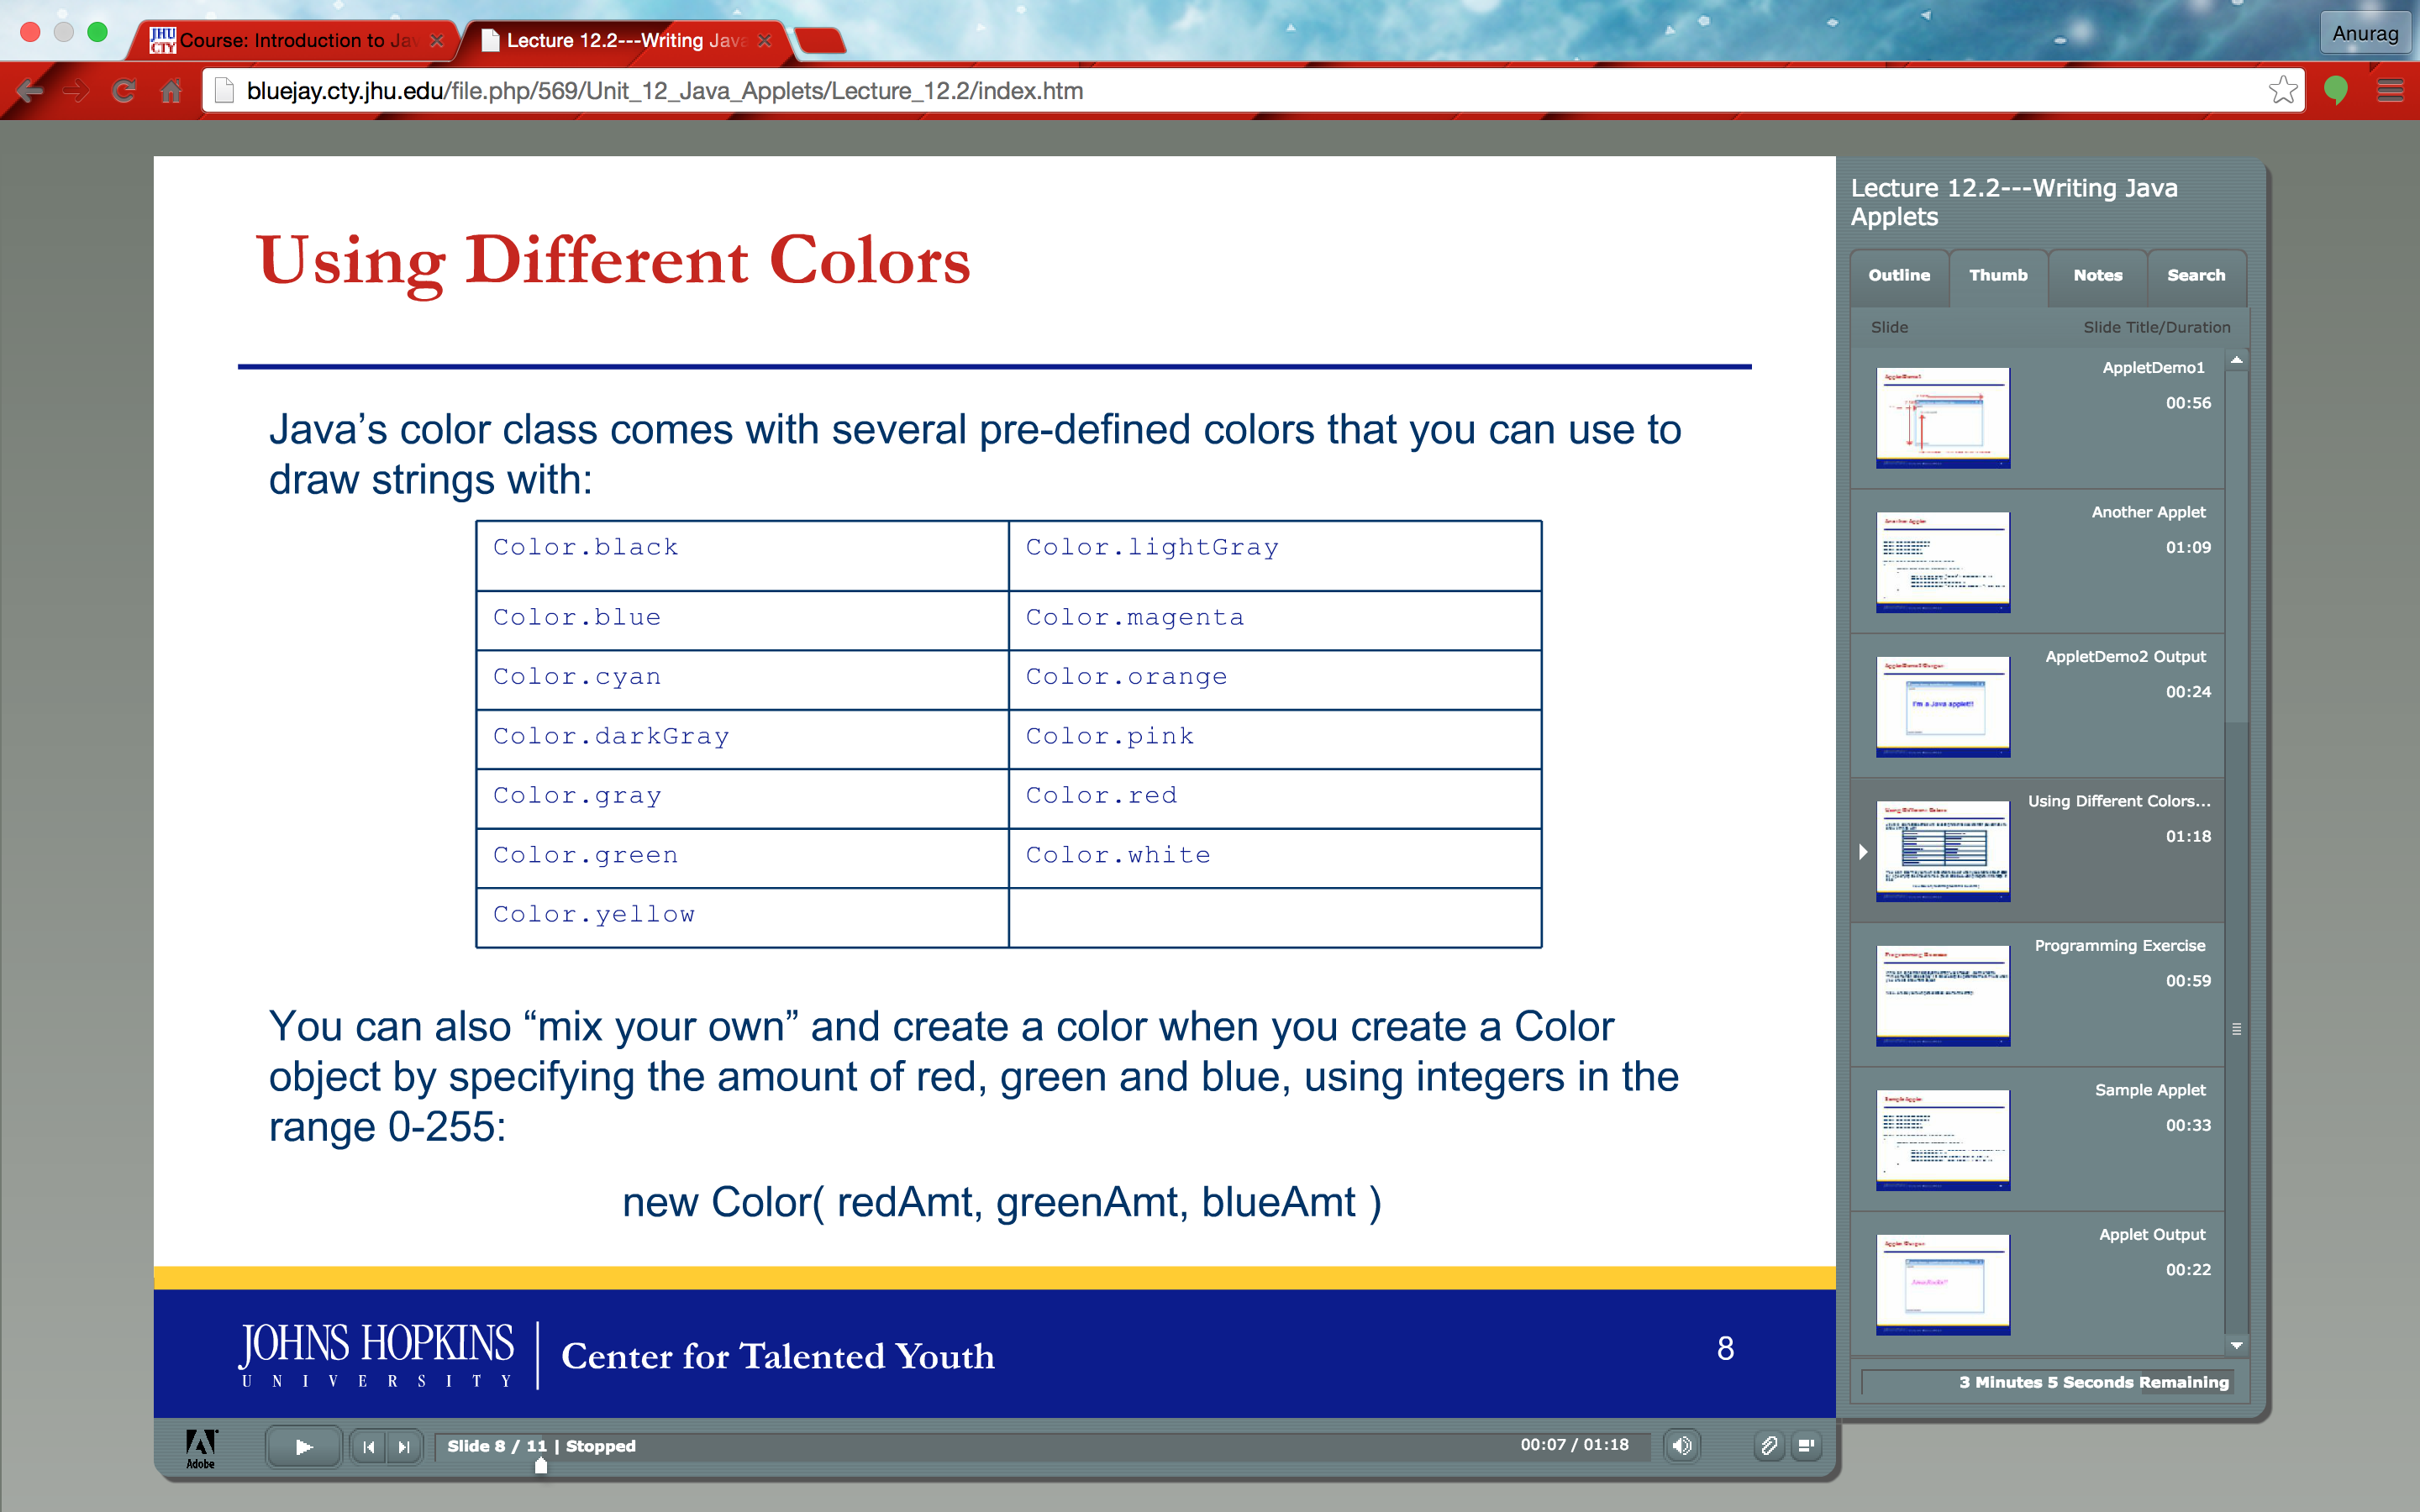 JHU
CTY
Course: Introduction to Jav
Lecture 12.2---Writing Java
Anurag
bluejay.cty.jhu.edu/file.php/569/Unit_12_Java_Applets/Lecture_12.2/index.htm
Using Different Colors
Java’s color class comes with several pre-defined colors that you can use to
draw strings with:
Color.black Color.lightGray
Color.blue Color.magenta
Color.cyan Color.orange
Color.darkGray Color.pink
Color.gray Color.red
Color.green Color.white
Color.yellow
You can also “mix your own” and create a color when you create a Color
object by specifying the amount of red, green and blue, using integers in the
range 0-255:
new Color( redAmt, greenAmt, blueAmt )
JOHNS HOPKINS
UNIVERSITY
Center for Talented Youth
8
Adobe
Slide 8 / 11 | Stopped
00:07 / 01:18
Lecture 12.2---Writing Java
Applets
Outline Thumb Notes Search
Slide Slide Title/Duration
AppletDemo1
00:56
Another Applet
01:09
AppletDemo2 Output
00:24
I'm a Java applet!!
Using Different Colors...
01:18
Programming Exercise
00:59
Sample Applet
00:33
Applet Output
00:22
3 Minutes 5 Seconds Remaining